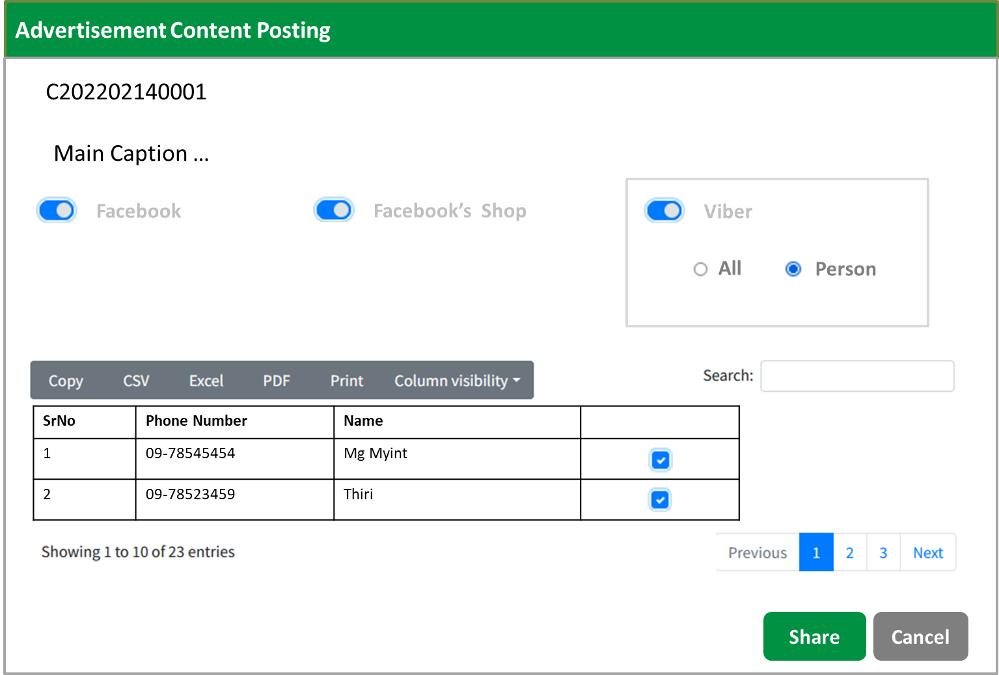 Advertisement Content Posting
C202202140001
Main Caption ...
Facebook Facebook’s Shop Viber
All Person
Copy CSV Excel PDF Print Column visibility
Search:
SrNo Phone Number Name
1 09-78545454 Mg Myint
2 09-78523459 Thiri
Showing 1 to 10 of 23 entries
Previous 1 2 3 Next
Share Cancel